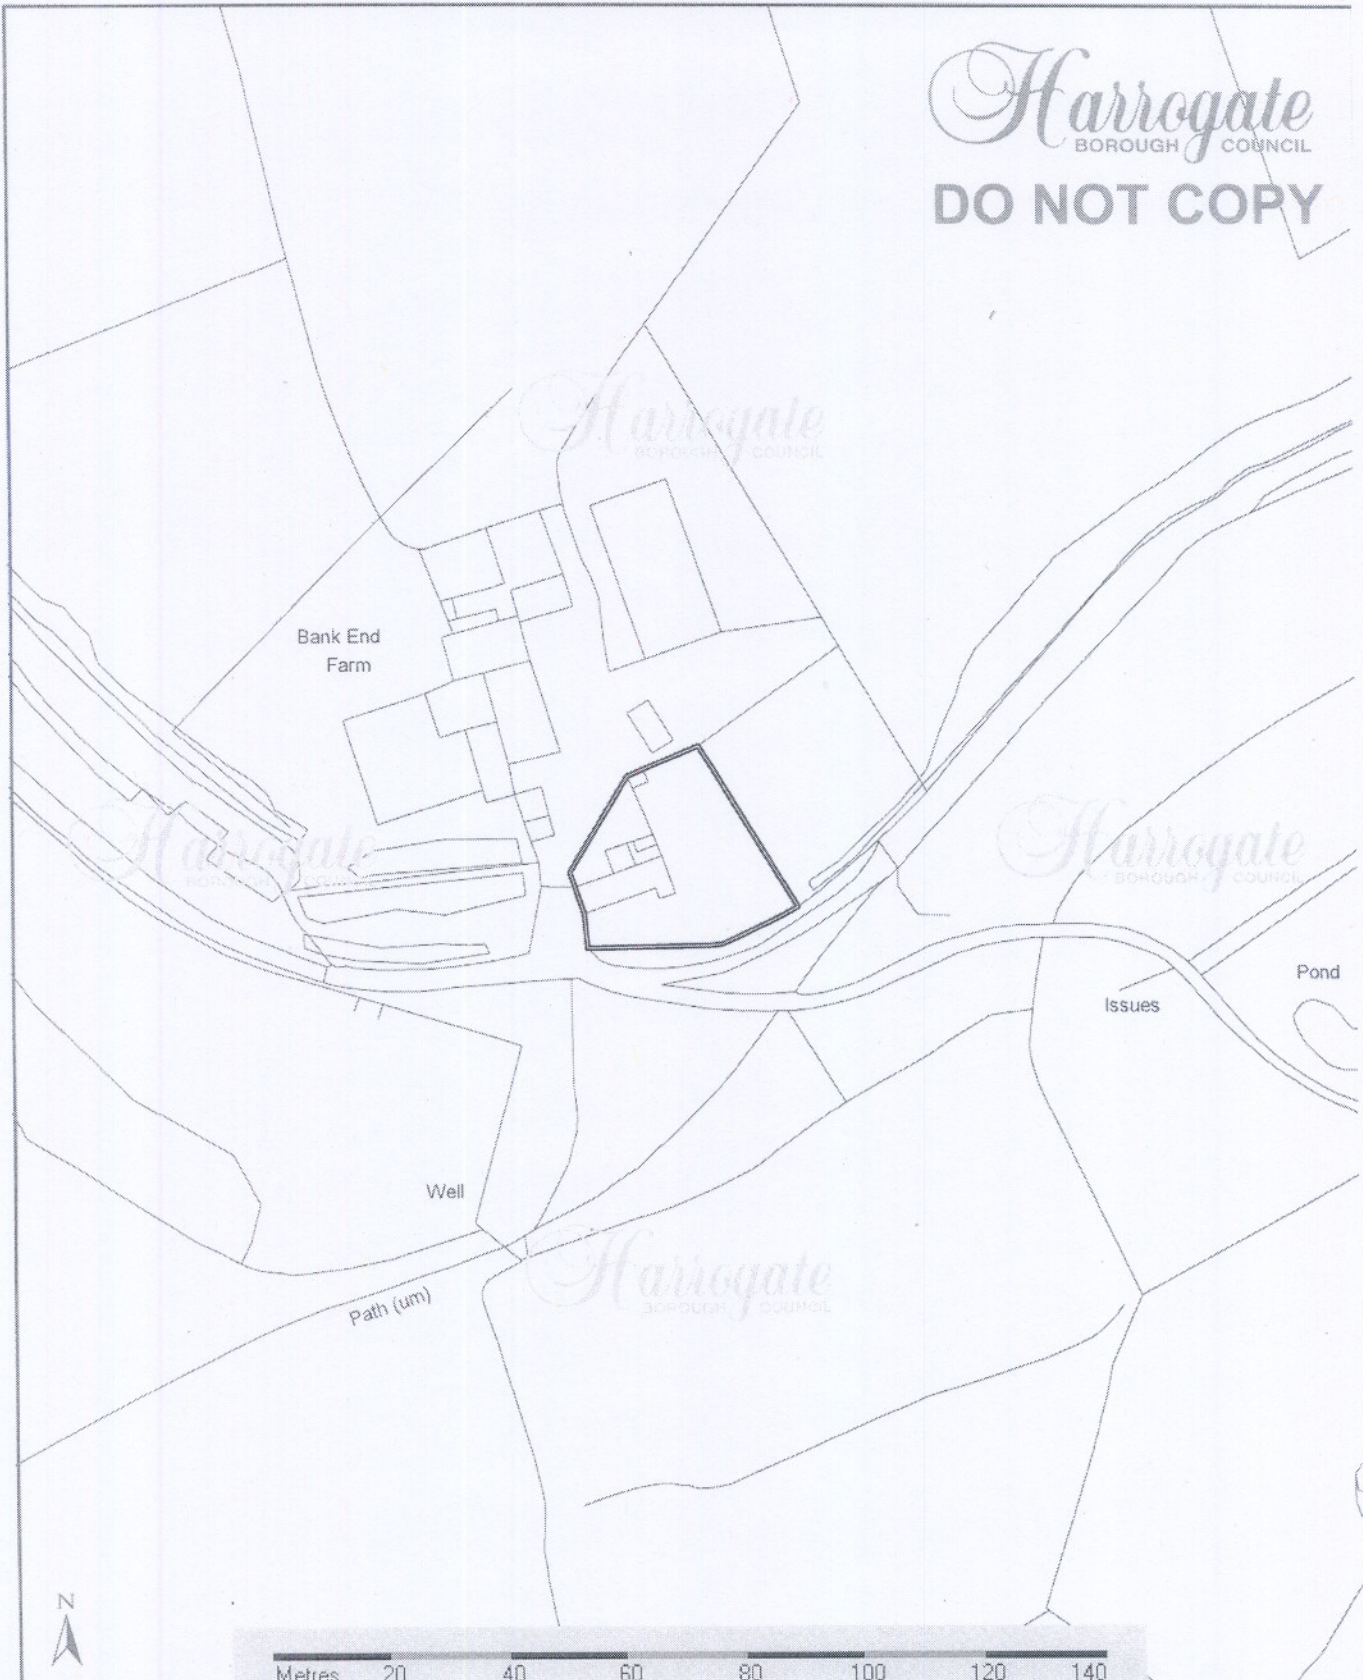 Harrogate
BOROUGH COUNCIL
DO NOT COPY
Harrogate
BOROUGH COUNCIL
Bank End
Farm
Harrogate
BOROUGH COUNCIL
Harrogate
BOROUGH COUNCIL
Pond
Issues
Well
Harrogate
BOROUGH COUNCIL
Path (um)
N
Metres 20 40 60 80 100 120 140